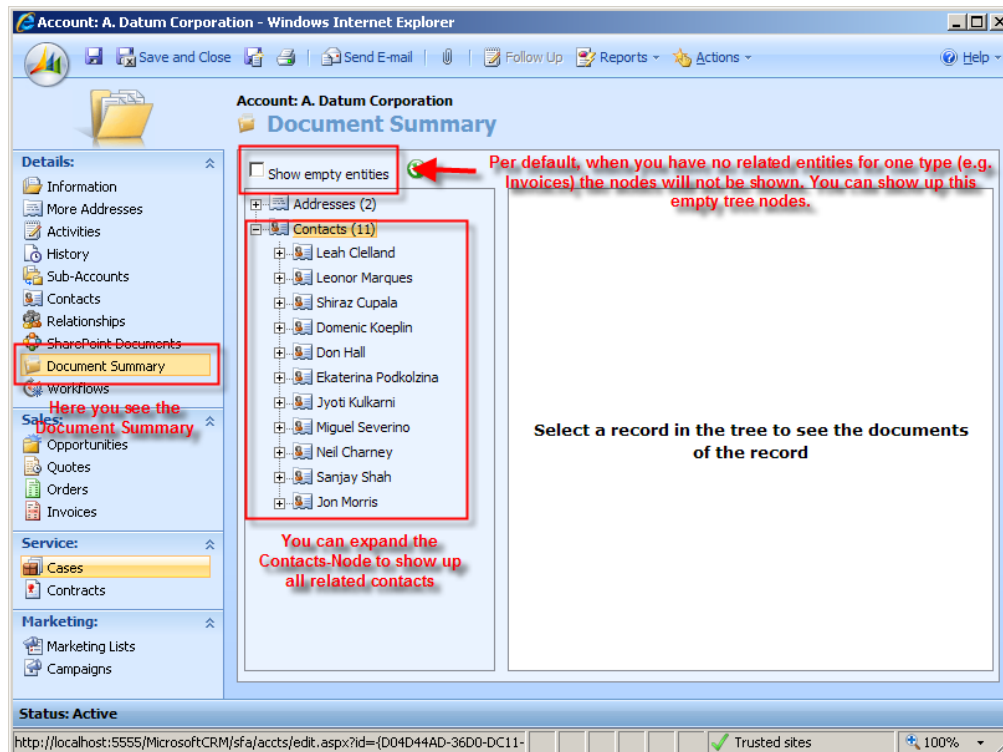 Account: A. Datum Corporation - Windows Internet Explorer
Save and Close
Send E-mail
Follow Up
Reports
Actions
Help
Account: A. Datum Corporation
Document Summary
Details:
Information
More Addresses
Activities
History
Sub-Accounts
Contacts
Relationships
SharePoint Documents
Document Summary
Workflows
Here you see the
Document Summary
Sales:
Opportunities
Quotes
Orders
Invoices
Service:
Cases
Contracts
Marketing:
Marketing Lists
Campaigns
Show empty entities
Per default, when you have no related entities for one type (e.g.
Invoices) the nodes will not be shown. You can show up this
empty tree nodes.
Addresses (2)
Contacts (11)
Leah Clelland
Leonor Marques
Shiraz Cupala
Domenic Koeplin
Don Hall
Ekaterina Podkolzina
Jyoti Kulkarni
Miguel Severino
Neil Charney
Sanjay Shah
Jon Morris
You can expand the
Contacts-Node to show up
all related contacts
Select a record in the tree to see the documents
of the record
Status: Active
http://localhost:5555/MicrosoftCRM/sfa/accts/edit.aspx?id={D04D44AD-36D0-DC11-
Trusted sites
100%